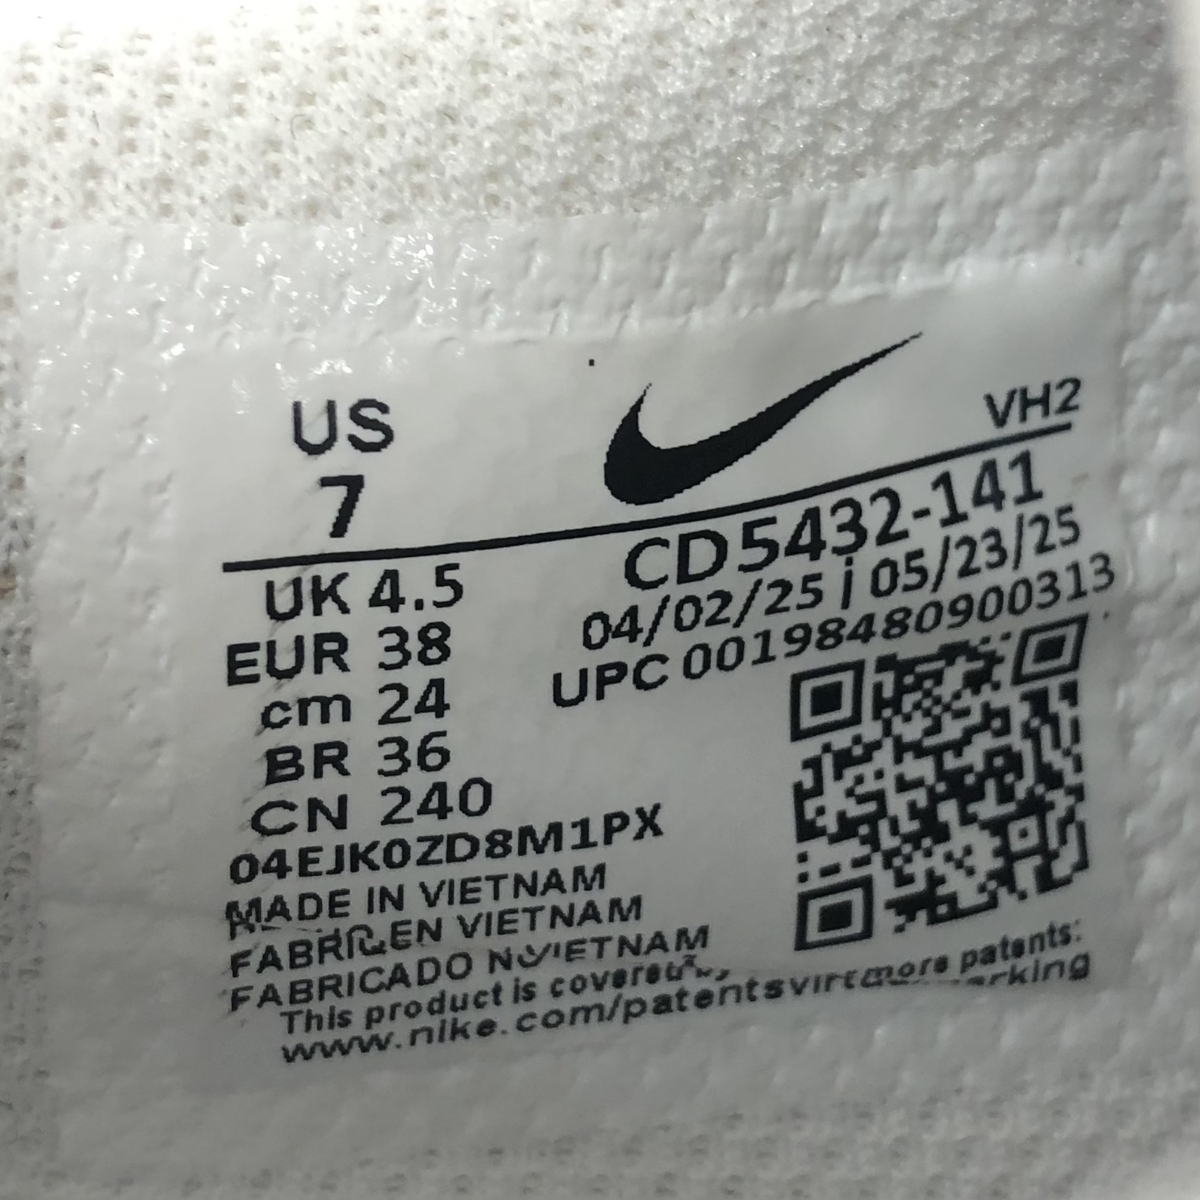 US
7
VH2
UK 4.5
EUR 38
cm 24
BR 36
CN 240
CD5432-141
04/02/25 | 05/23/25
UPC 00198480900313
04EJK0ZD8M1PX
MADE IN VIETNAM
FABRIQ EN VIETNAM
FABRICADO N VIETNAM
This product is covered more patents:
www.nike.com/patents